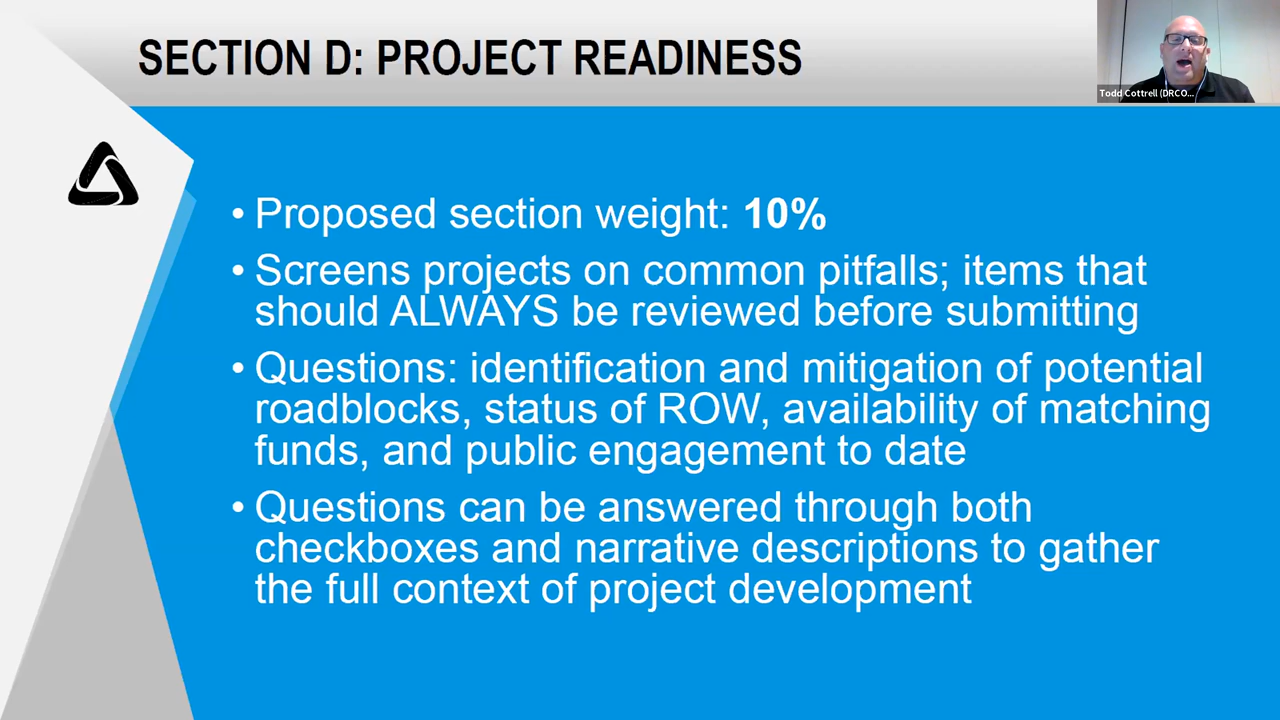 SECTION D: PROJECT READINESS
Todd Cottrell (DRCO...
• Proposed section weight: 10%
• Screens projects on common pitfalls; items that
should ALWAYS be reviewed before submitting
• Questions: identification and mitigation of potential
roadblocks, status of ROW, availability of matching
funds, and public engagement to date
• Questions can be answered through both
checkboxes and narrative descriptions to gather
the full context of project development